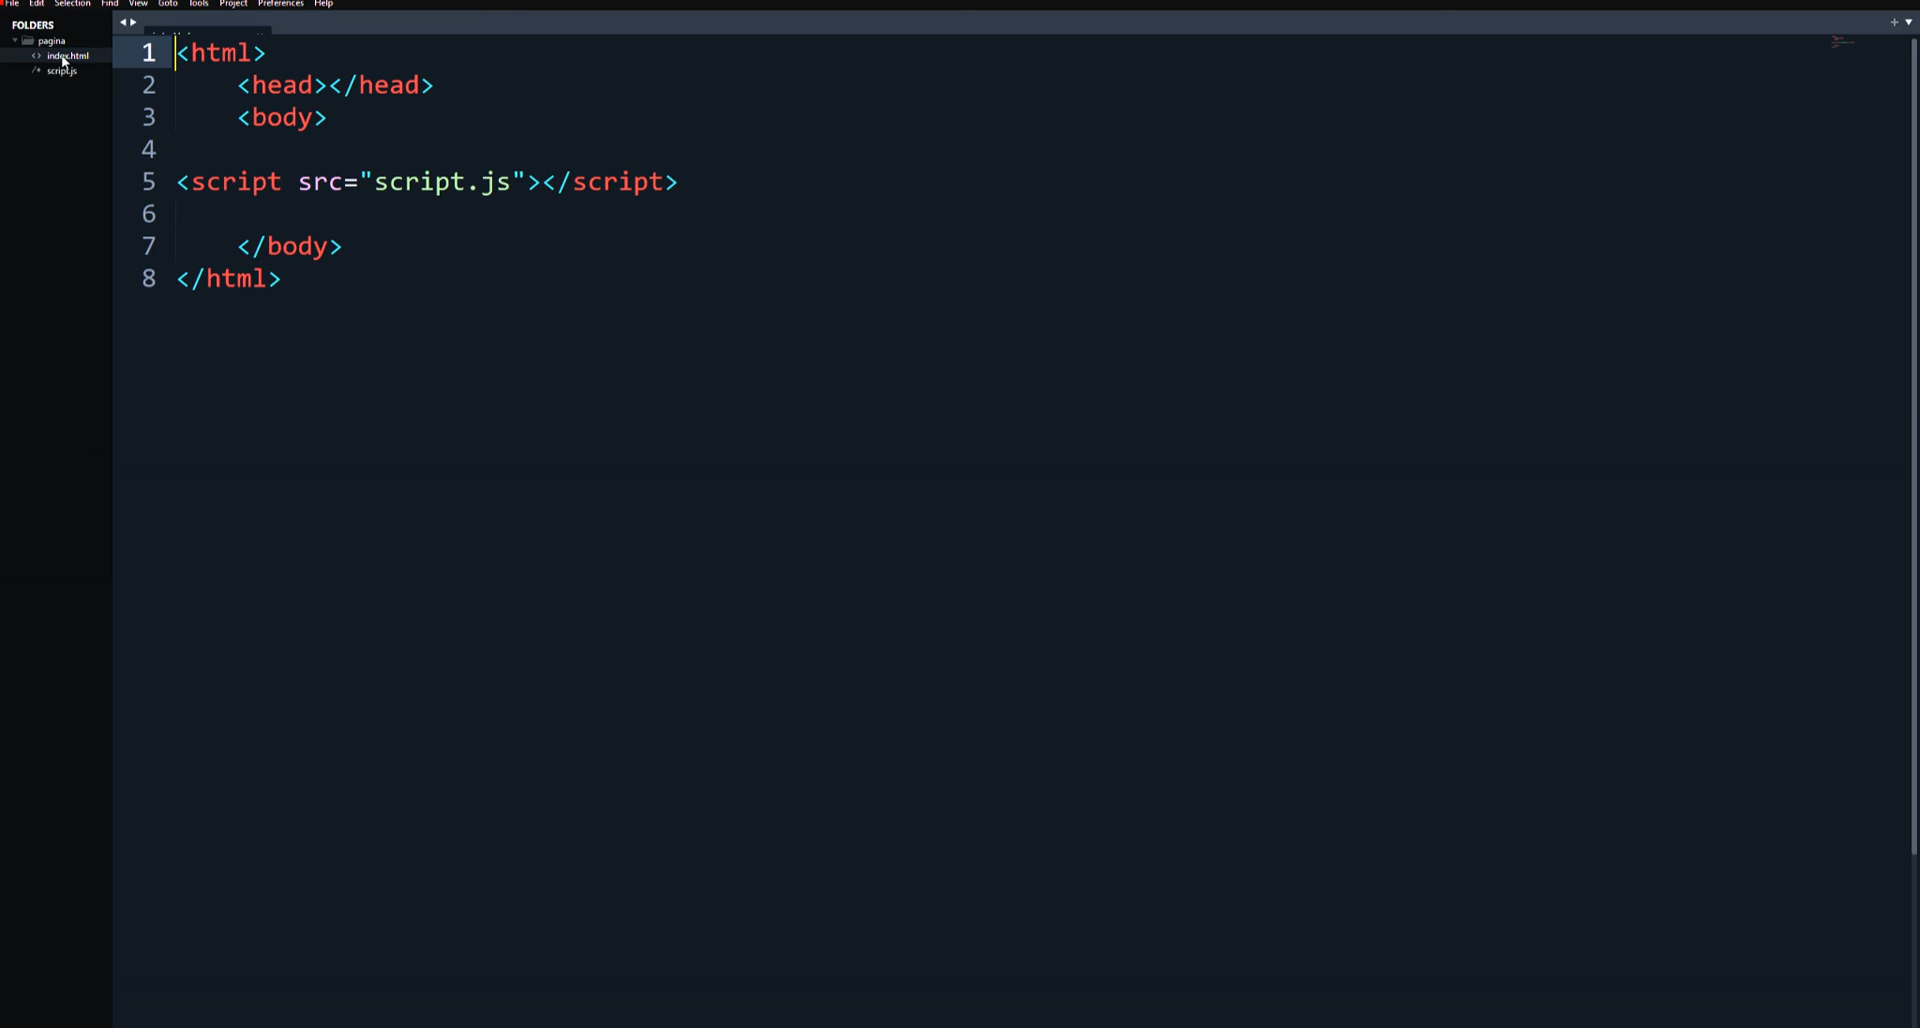 File Edit Selection Find View Goto Tools Project Preferences Help
FOLDERS
pagina
<> index.html
/* script.js
1 <html>
2     <head></head>
3     <body>
4
5 <script src="script.js"></script>
6
7     </body>
8 </html>